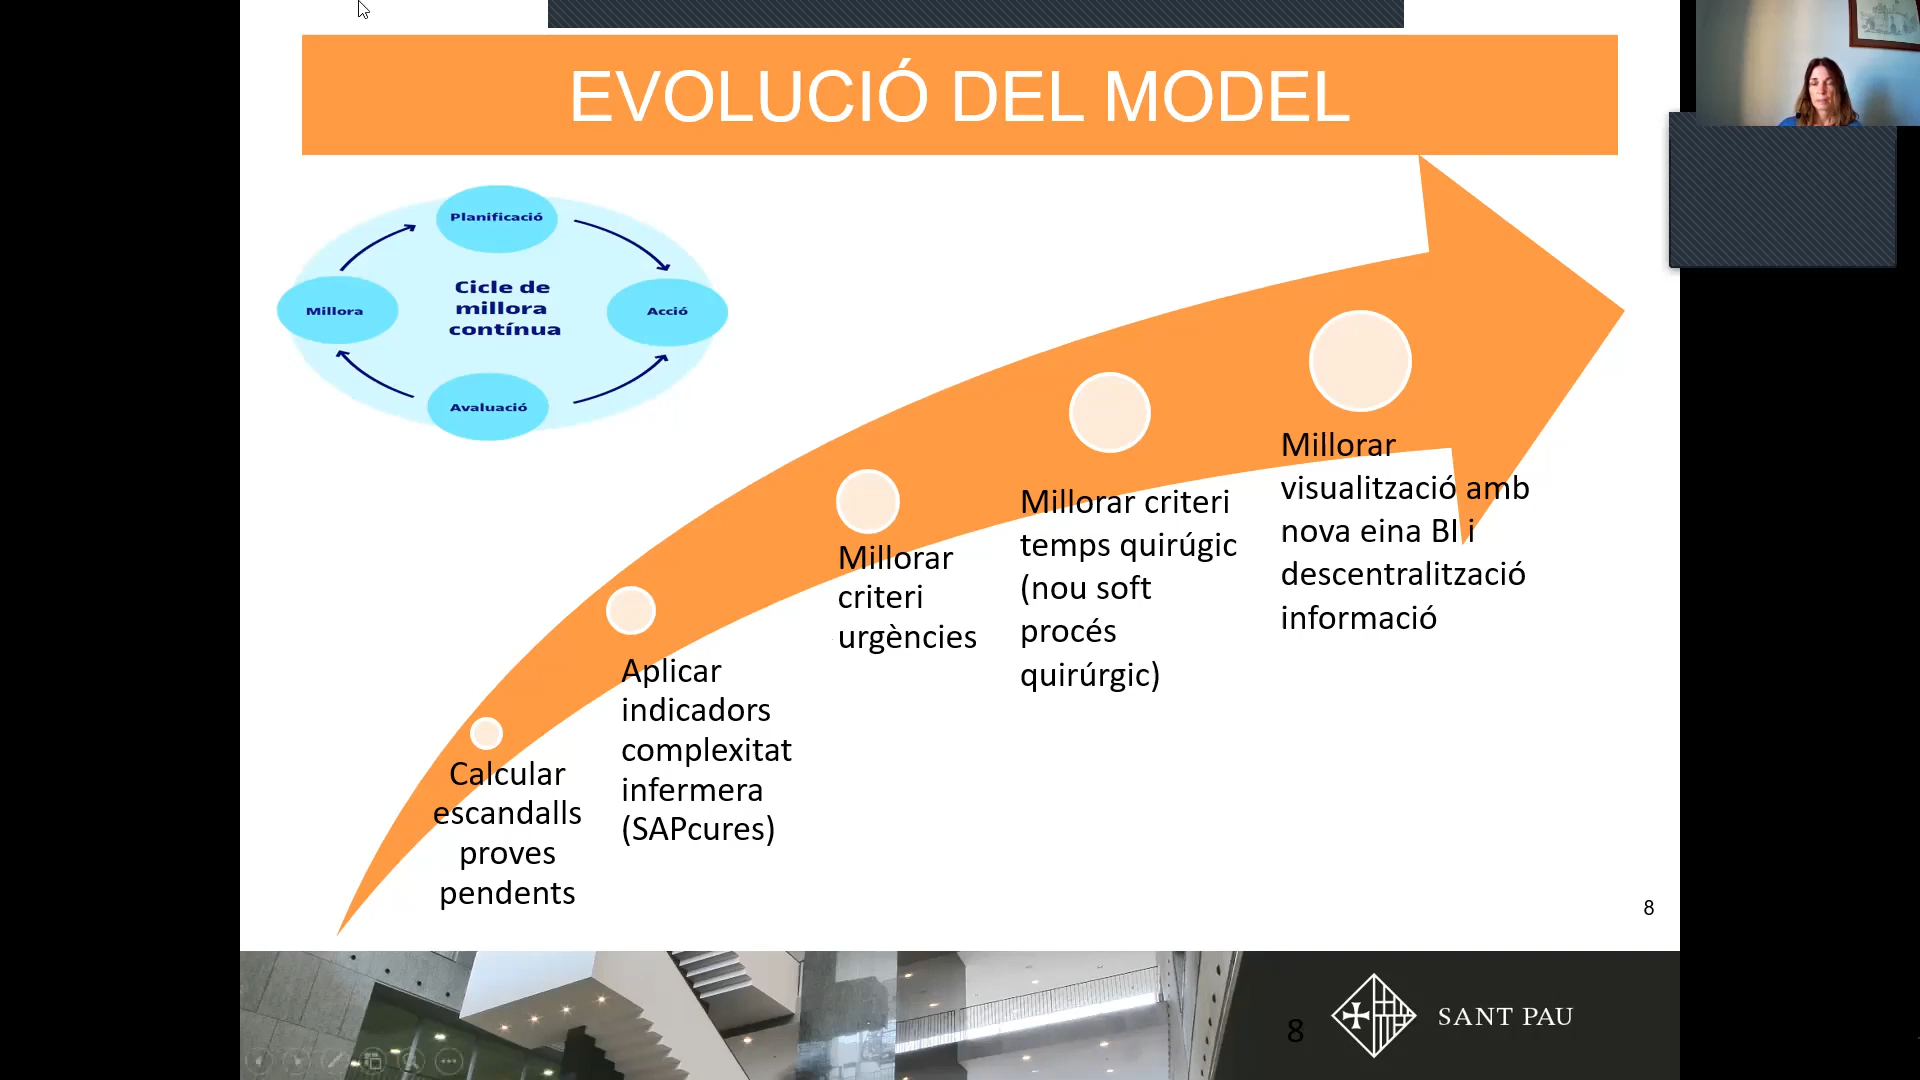 EVOLUCIÓ DEL MODEL
Planificació
Cicle de
millora
contínua
Millora
Acció
Avaluació
Calcular
escandalls
proves
pendents
Aplicar
indicadors
complexitat
infermera
(SAPcures)
Millorar
criteri
urgències
Millorar criteri
temps quirúgic
(nou soft
procés
quirúrgic)
Millorar
visualització amb
nova eina BI i
descentralització
informació
8
8
SANT PAU